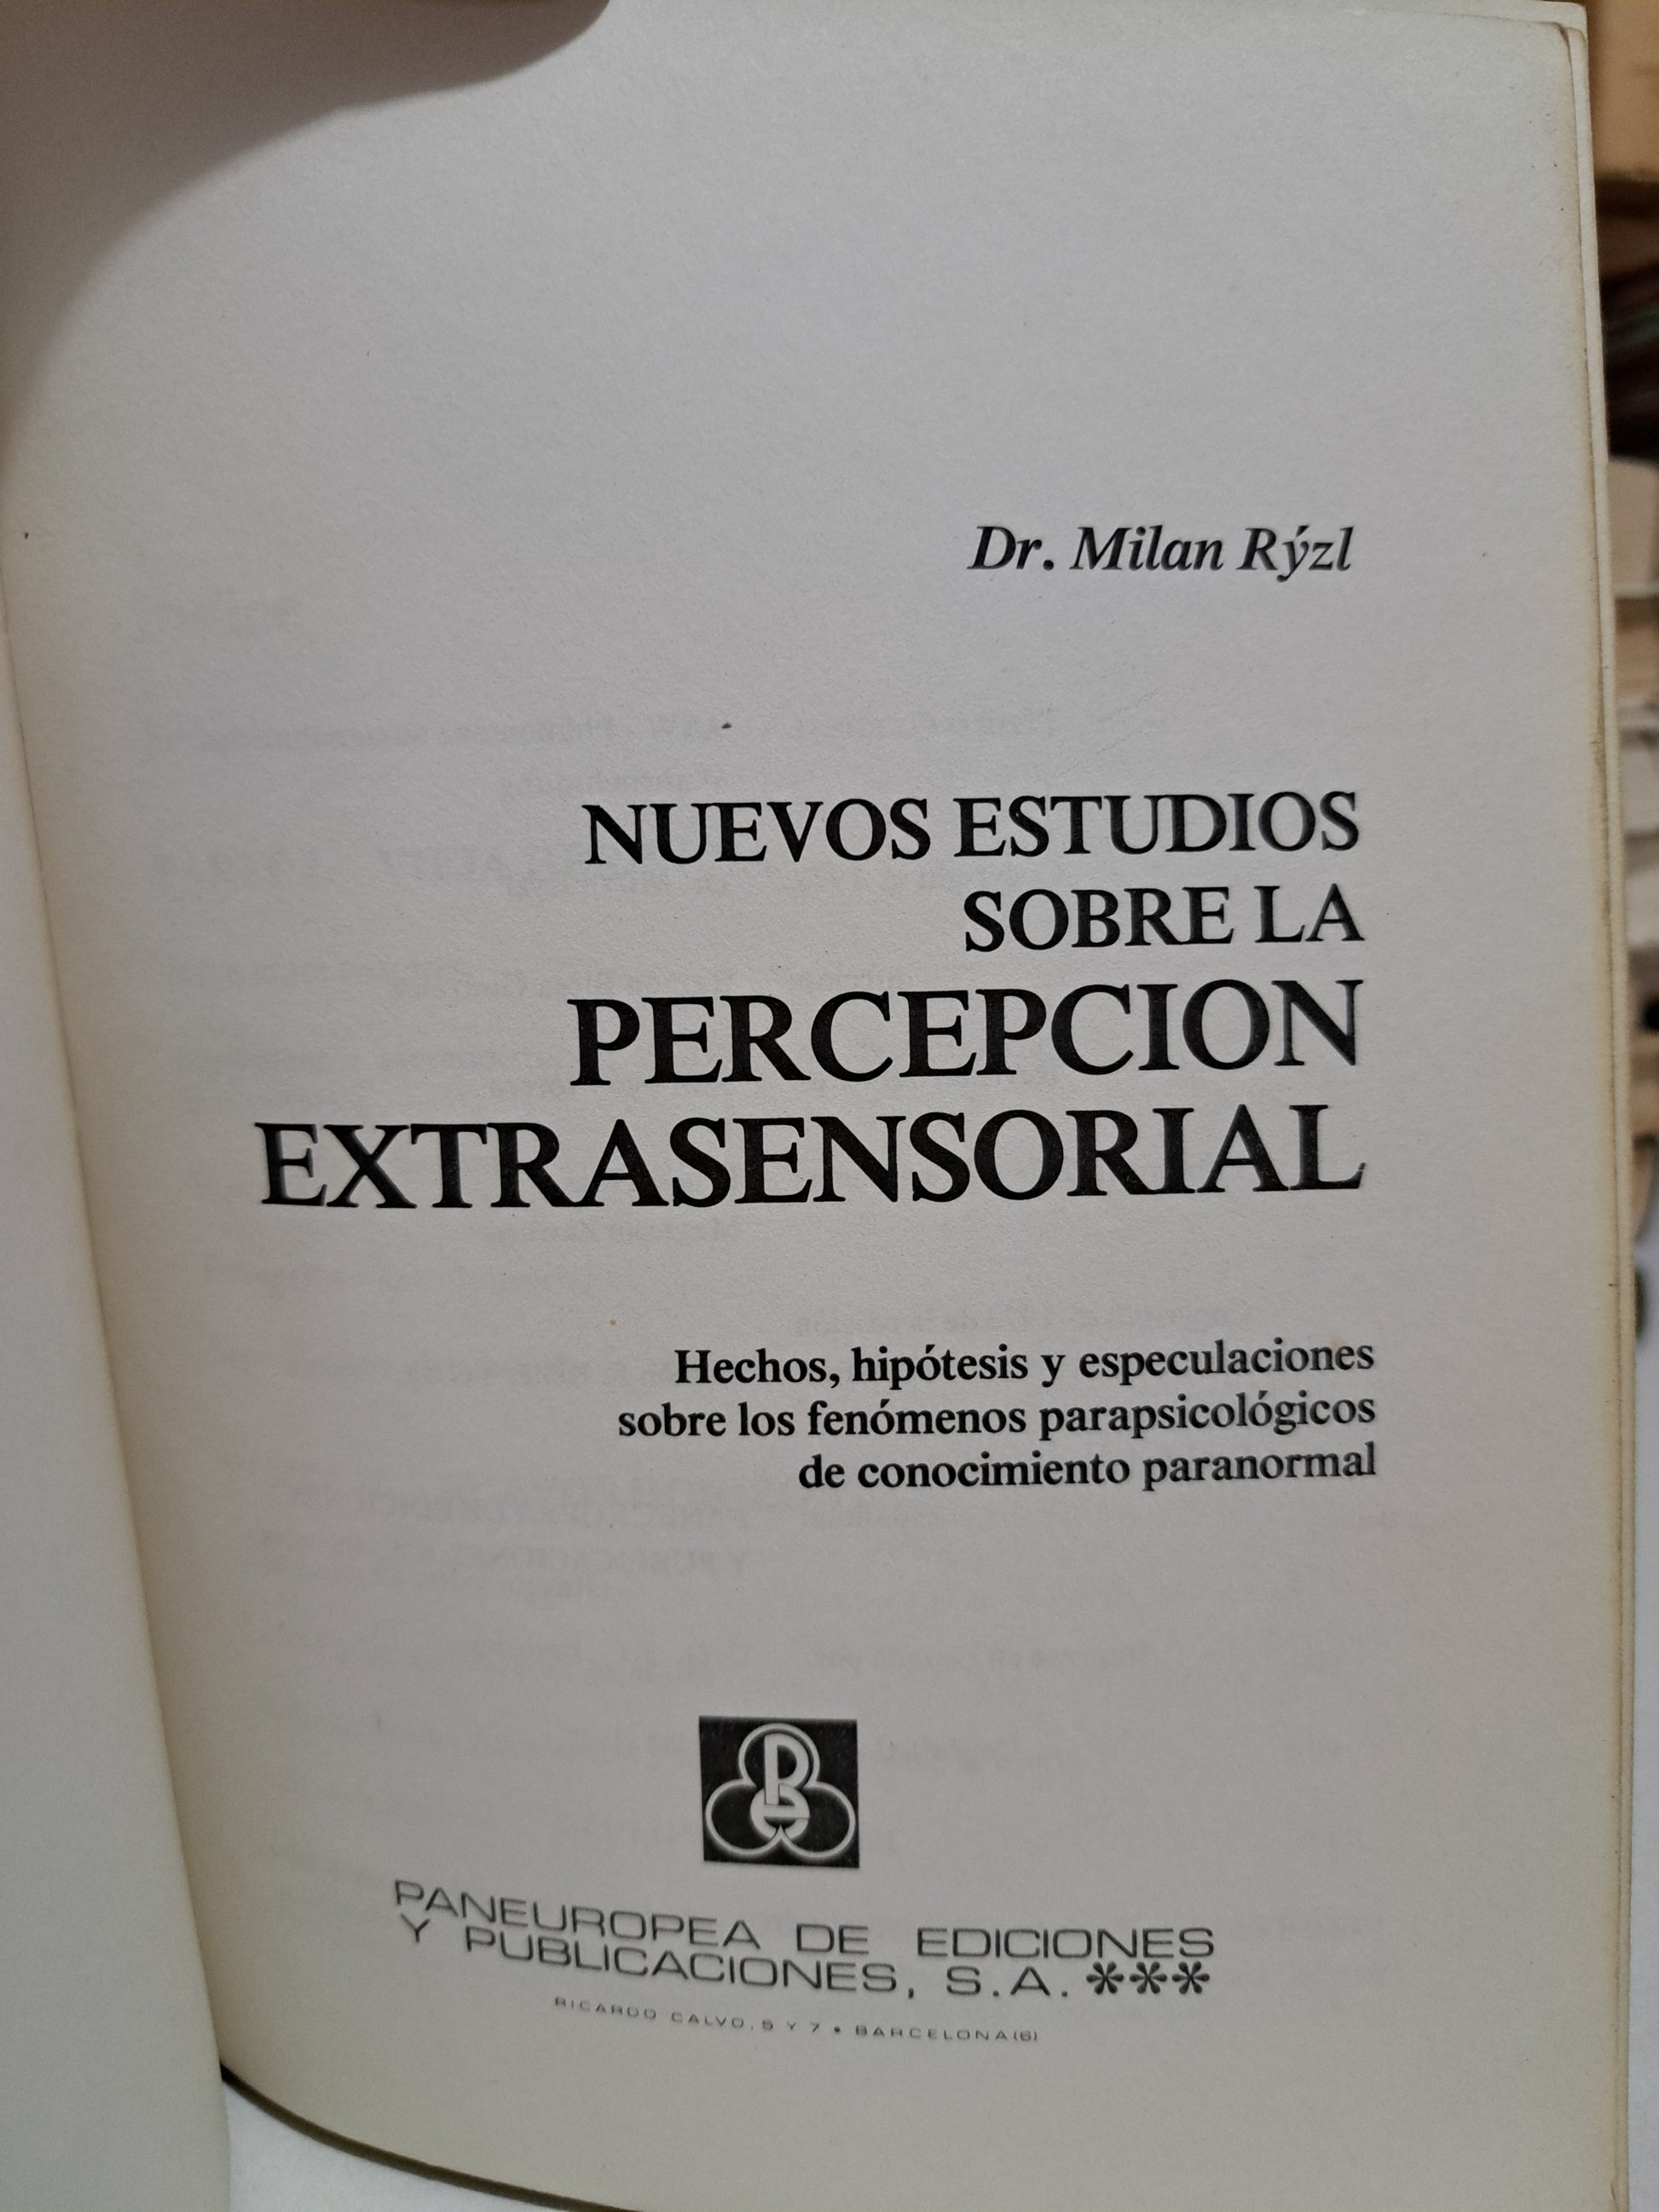 Dr. Milan Rýzl
NUEVOS ESTUDIOS
SOBRE LA
PERCEPCION
EXTRASENSORIAL
Hechos, hipótesis y especulaciones
sobre los fenómenos parapsicológicos
de conocimiento paranormal
PANEUROPEA DE EDICIONES
Y PUBLICACIONES, S.A. ***
RICARDO CALVO, 5 Y 7 • BARCELONA (6)